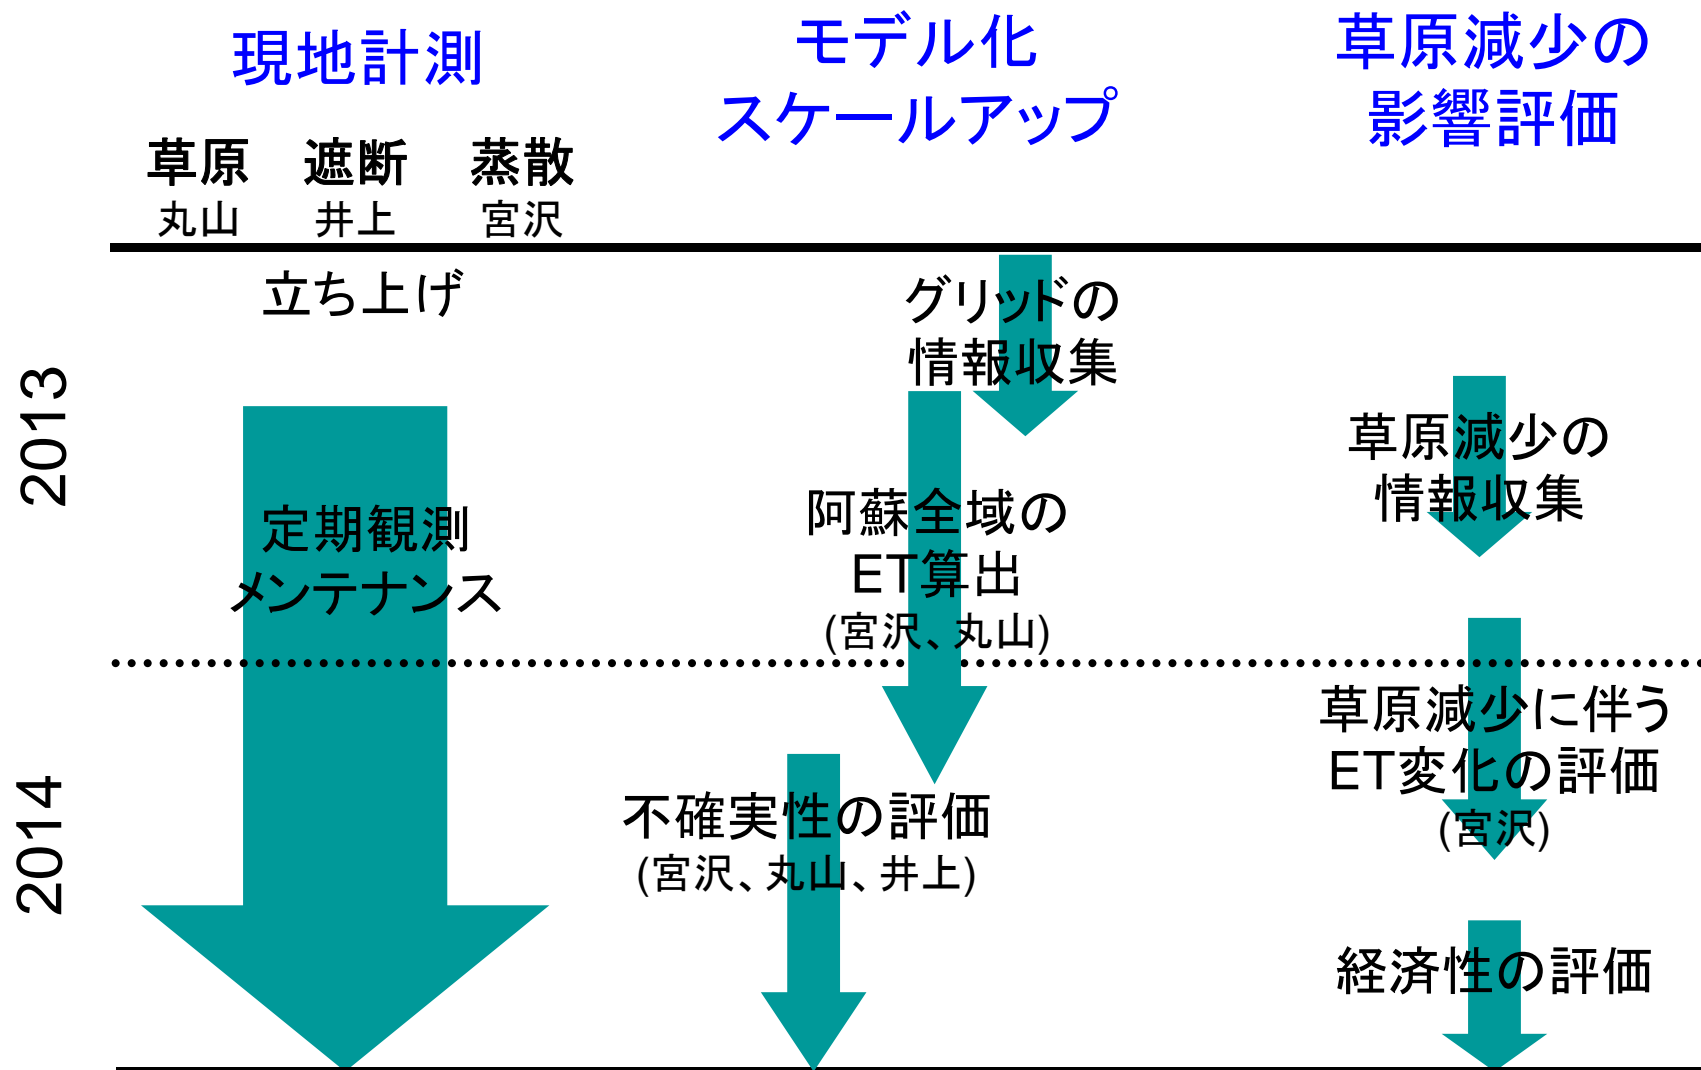 現地計測
モデル化
スケールアップ
草原減少の
影響評価
草原 遮断 蒸散
丸山 井上 宮沢
2013
立ち上げ
定期観測
メンテナンス
グリッドの
情報収集
阿蘇全域の
ET算出
(宮沢、丸山)
草原減少の
情報収集
2014
不確実性の評価
(宮沢、丸山、井上)
草原減少に伴う
ET変化の評価
(宮沢)
経済性の評価